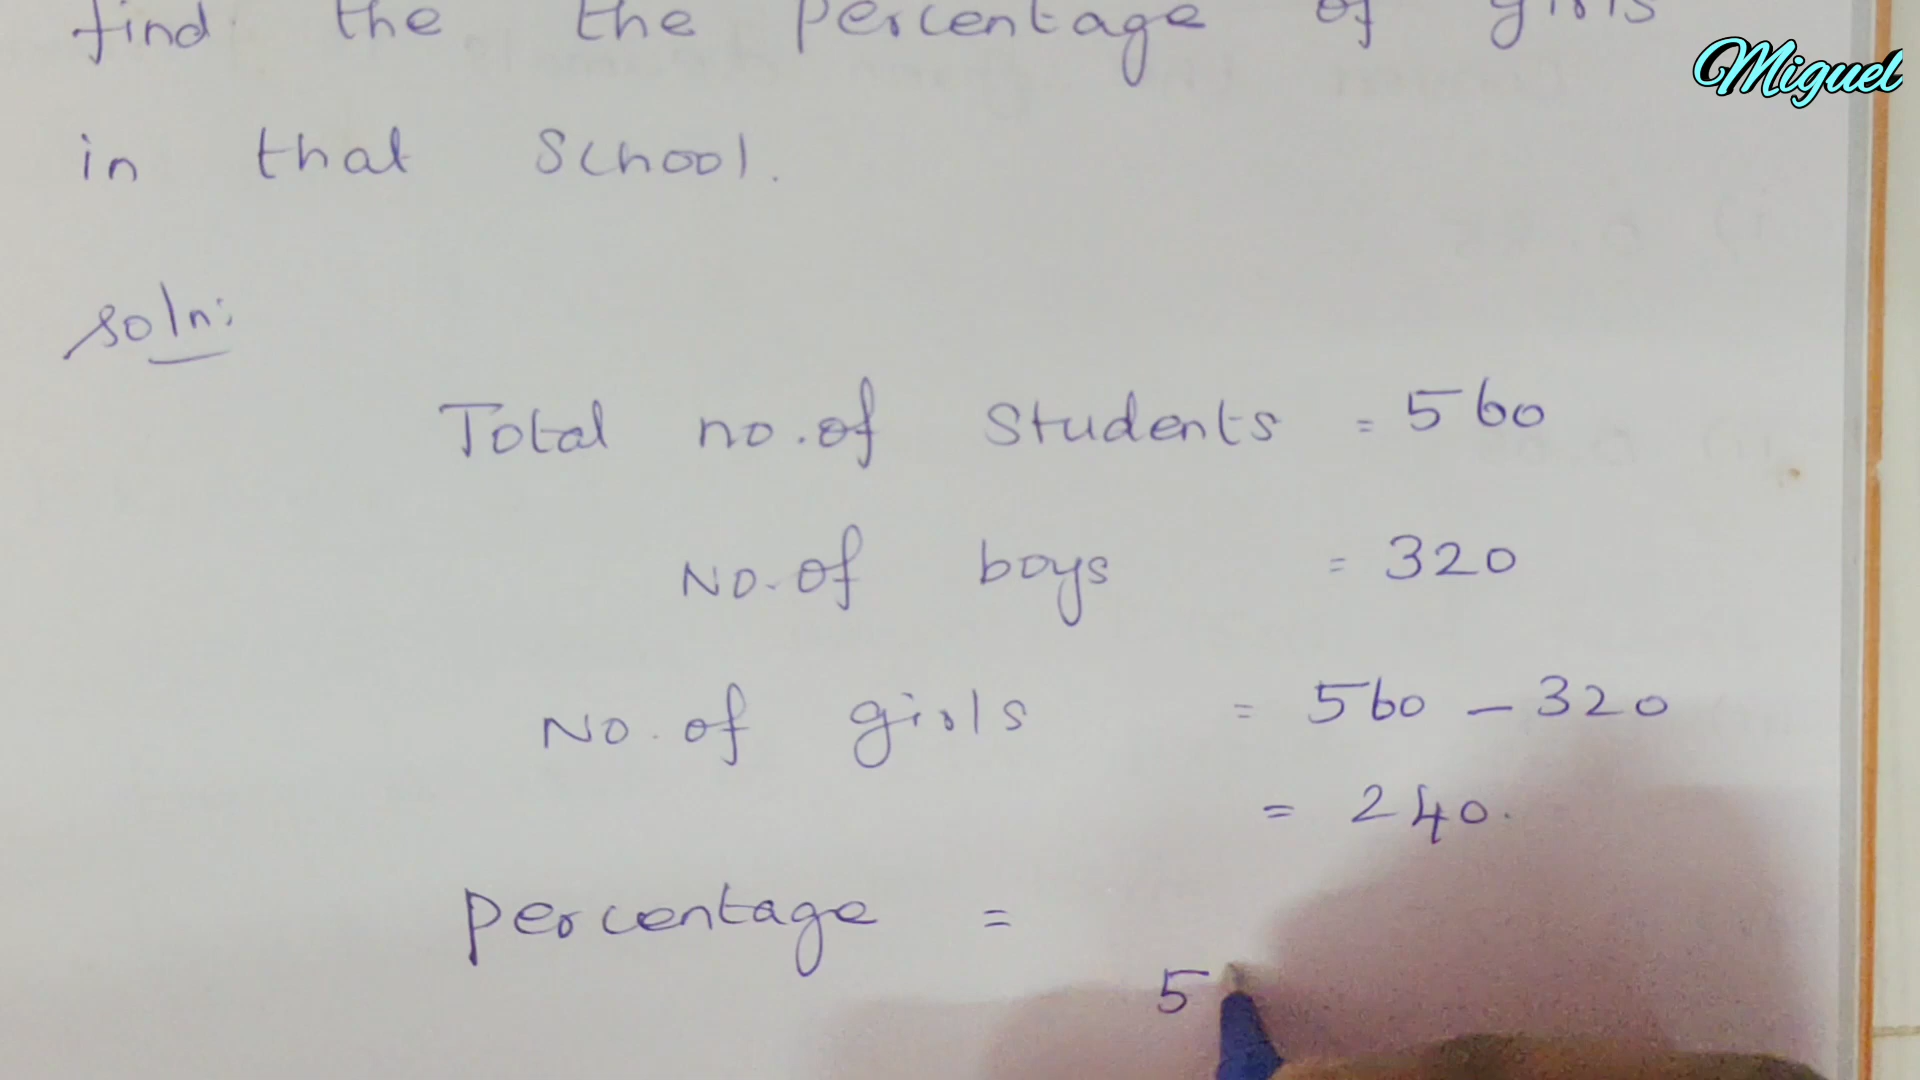 find the the percentage of girls
Miguel
in that School.
soln:
Total no. of Students = 560
No. of boys = 320
No. of girls = 560 - 320
= 240.
percentage =
5